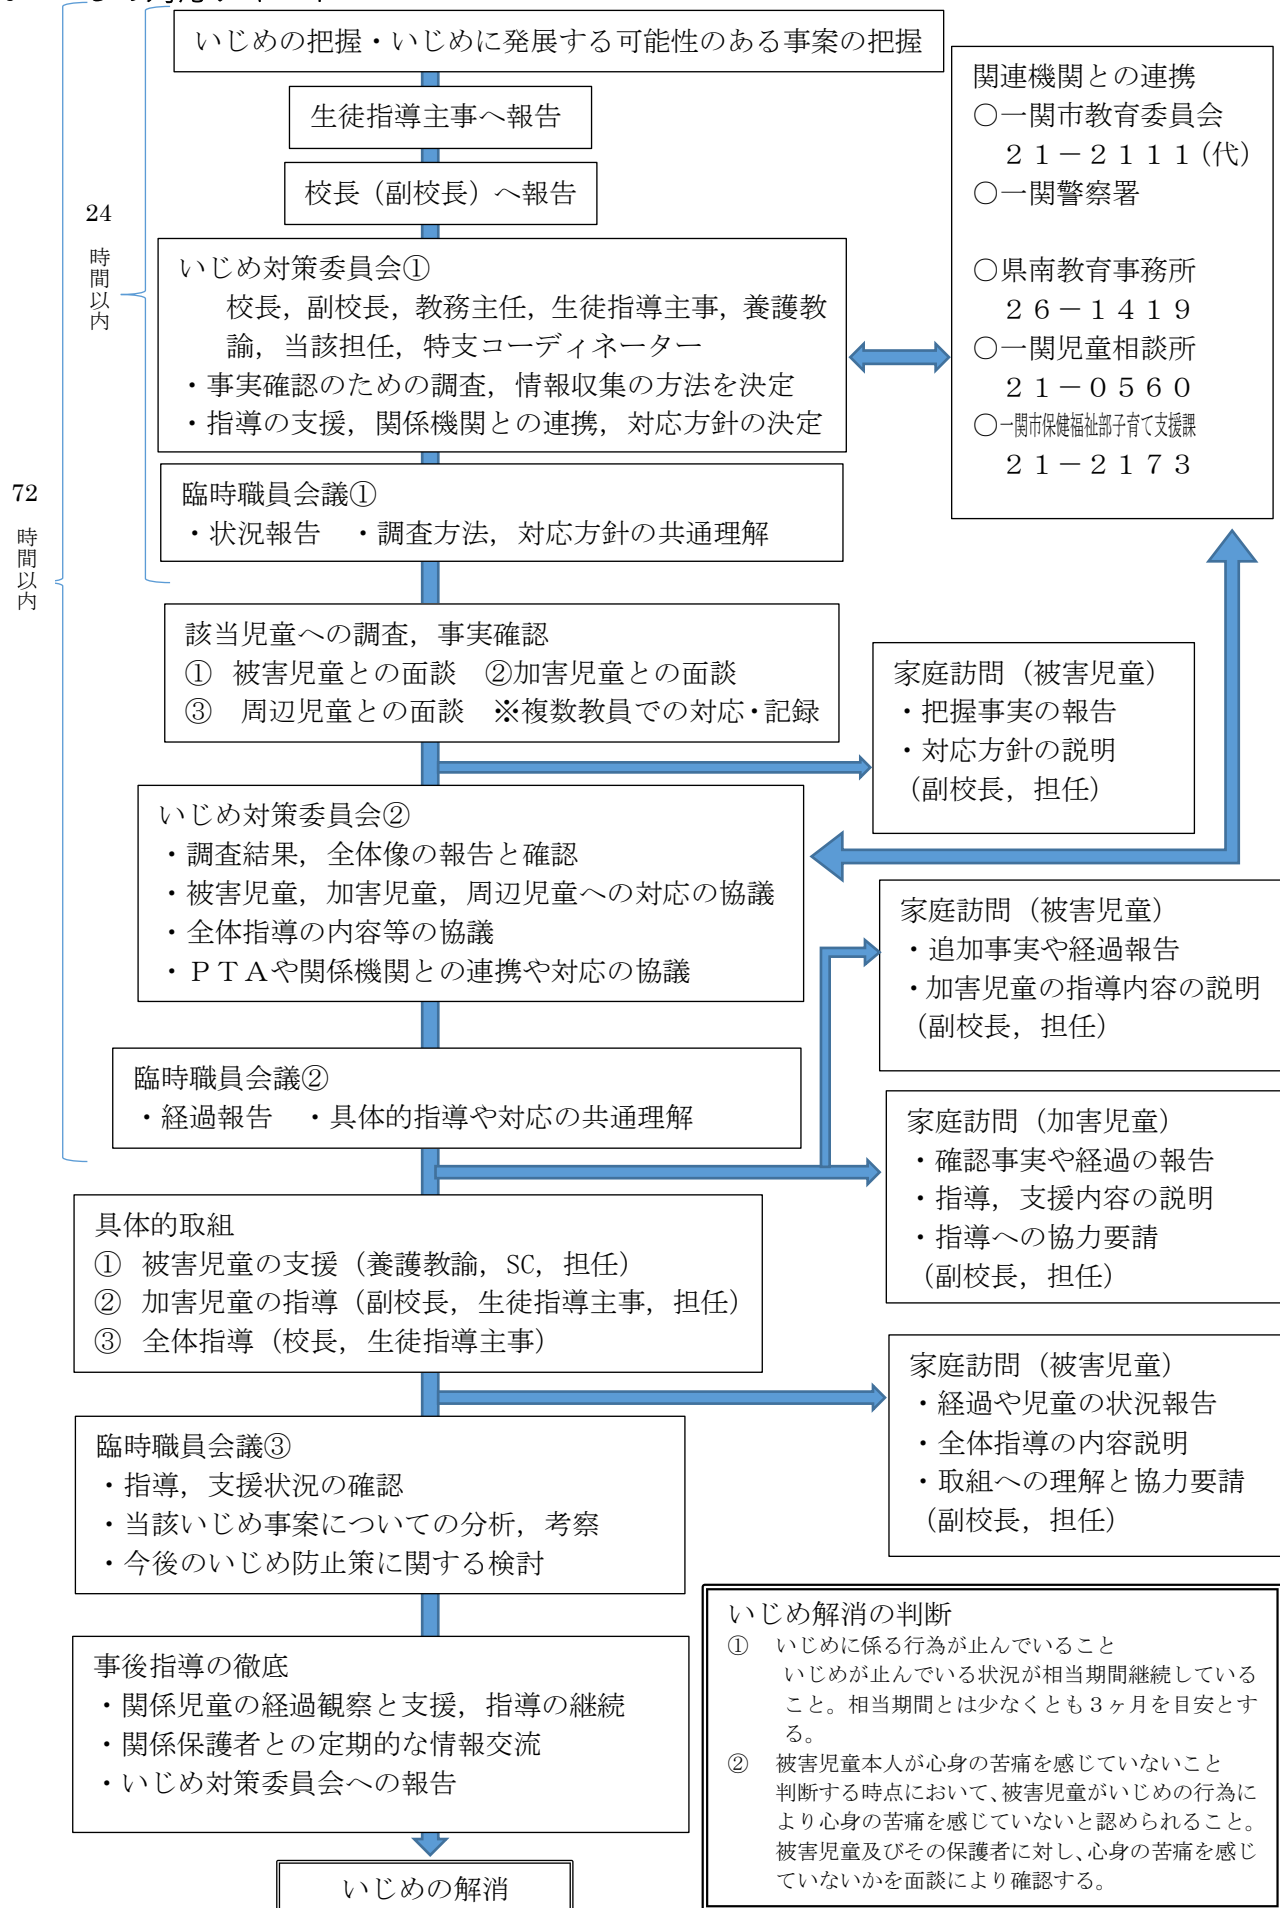 いじめの把握・いじめに発展する可能性のある事案の把握
生徒指導主事へ報告
校長（副校長）へ報告
24
時間以内
72
時間以内
いじめ対策委員会①
校長，副校長，教務主任，生徒指導主事，養護教
諭，当該担任，特支コーディネーター
・事実確認のための調査，情報収集の方法を決定
・指導の支援，関係機関との連携，対応方針の決定
関連機関との連携
○一関市教育委員会
２１－２１１１(代)
○一関警察署
○県南教育事務所
２６－１４１９
○一関児童相談所
２１－０５６０
○一関市保健福祉部子育て支援課
２１－２１７３
臨時職員会議①
・状況報告　・調査方法，対応方針の共通理解
該当児童への調査，事実確認
①　被害児童との面談　②加害児童との面談
③　周辺児童との面談　※複数教員での対応・記録
家庭訪問（被害児童）
・把握事実の報告
・対応方針の説明
（副校長，担任）
いじめ対策委員会②
・調査結果，全体像の報告と確認
・被害児童，加害児童，周辺児童への対応の協議
・全体指導の内容等の協議
・ＰＴＡや関係機関との連携や対応の協議
家庭訪問（被害児童）
・追加事実や経過報告
・加害児童の指導内容の説明
（副校長，担任）
臨時職員会議②
・経過報告　・具体的指導や対応の共通理解
家庭訪問（加害児童）
・確認事実や経過の報告
・指導，支援内容の説明
・指導への協力要請
（副校長，担任）
具体的取組
①　被害児童の支援（養護教諭，SC，担任）
②　加害児童の指導（副校長，生徒指導主事，担任）
③　全体指導（校長，生徒指導主事）
家庭訪問（被害児童）
・経過や児童の状況報告
・全体指導の内容説明
・取組への理解と協力要請
（副校長，担任）
臨時職員会議③
・指導，支援状況の確認
・当該いじめ事案についての分析，考察
・今後のいじめ防止策に関する検討
事後指導の徹底
・関係児童の経過観察と支援，指導の継続
・関係保護者との定期的な情報交流
・いじめ対策委員会への報告
いじめの解消
いじめ解消の判断
①　いじめに係る行為が止んでいること
いじめが止んでいる状況が相当期間継続している
こと。相当期間とは少なくとも３ヶ月を目安とす
る。
②　被害児童本人が心身の苦痛を感じていないこと
判断する時点において、被害児童がいじめの行為に
より心身の苦痛を感じていないと認められること。
被害児童及びその保護者に対し、心身の苦痛を感じ
ていないかを面談により確認する。